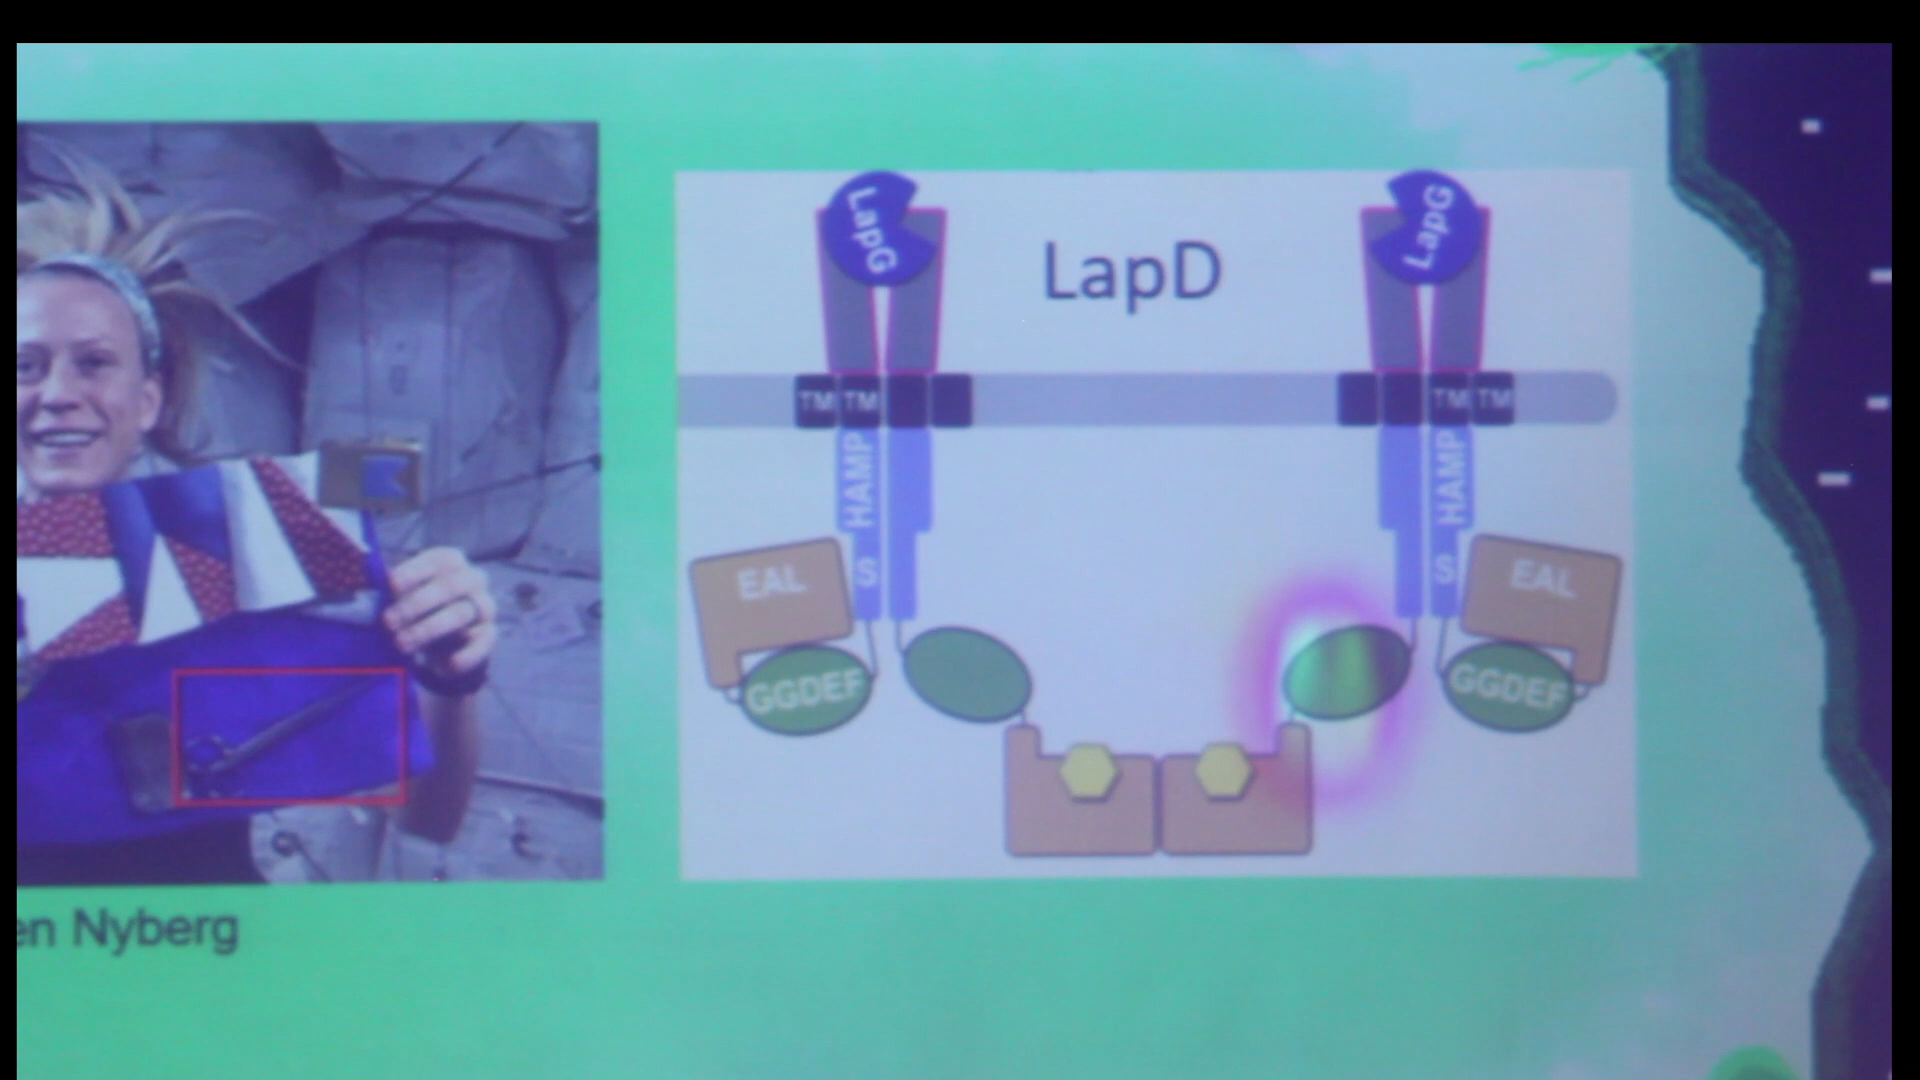 LapG
LapG
LapD
TM TM
TM TM
HAMP
HAMP
S
S
EAL
EAL
GGDEF
GGDEF
en Nyberg